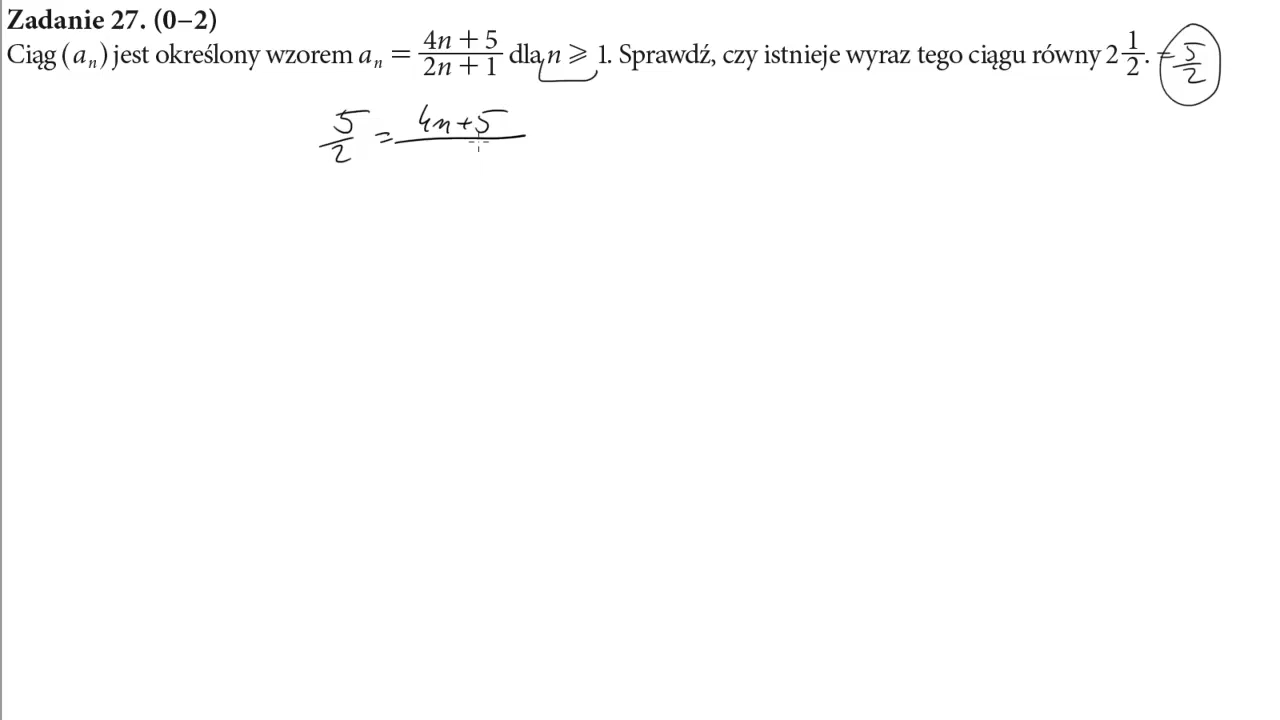 Zadanie 27. (0–2)
Ciąg (aₙ) jest określony wzorem aₙ = (4n + 5)/(2n + 1) dla n ⩾ 1. Sprawdź, czy istnieje wyraz tego ciągu równy 2 1/2. = 5/2
5/2 = 4n+5